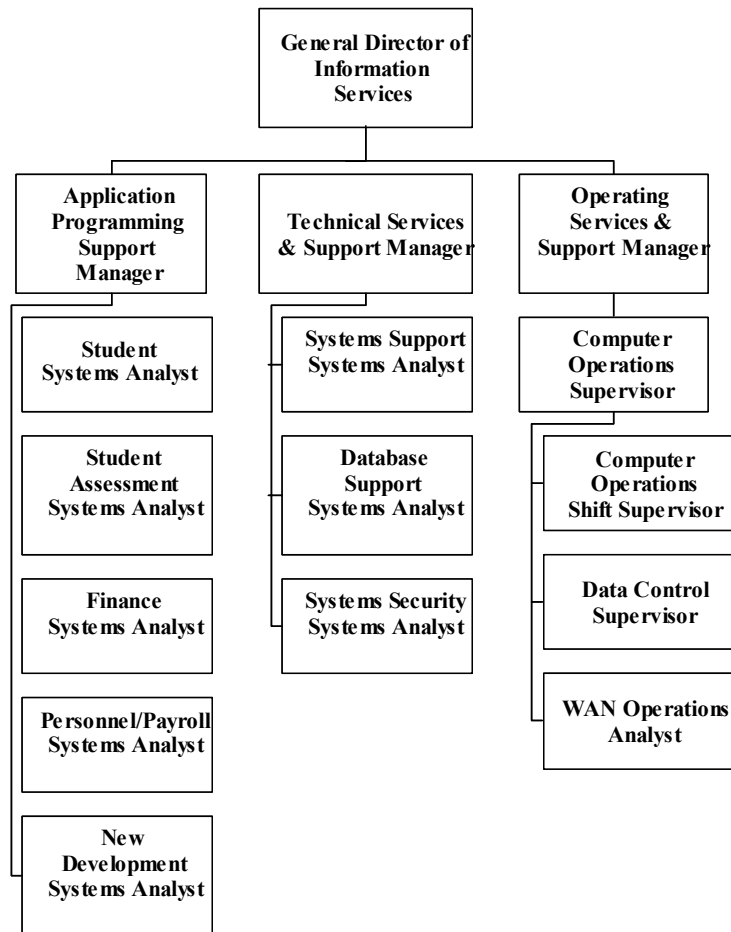 General Director of
Information
Services
Application
Programming
Support
Manager
Technical Services
& Support Manager
Operating
Services &
Support Manager
Student
Systems Analyst
Student
Assessment
Systems Analyst
Finance
Systems Analyst
Personnel/Payroll
Systems Analyst
New
Development
Systems Analyst
Systems Support
Systems Analyst
Database
Support
Systems Analyst
Systems Security
Systems Analyst
Computer
Operations
Supervisor
Computer
Operations
Shift Supervisor
Data Control
Supervisor
WAN Operations
Analyst